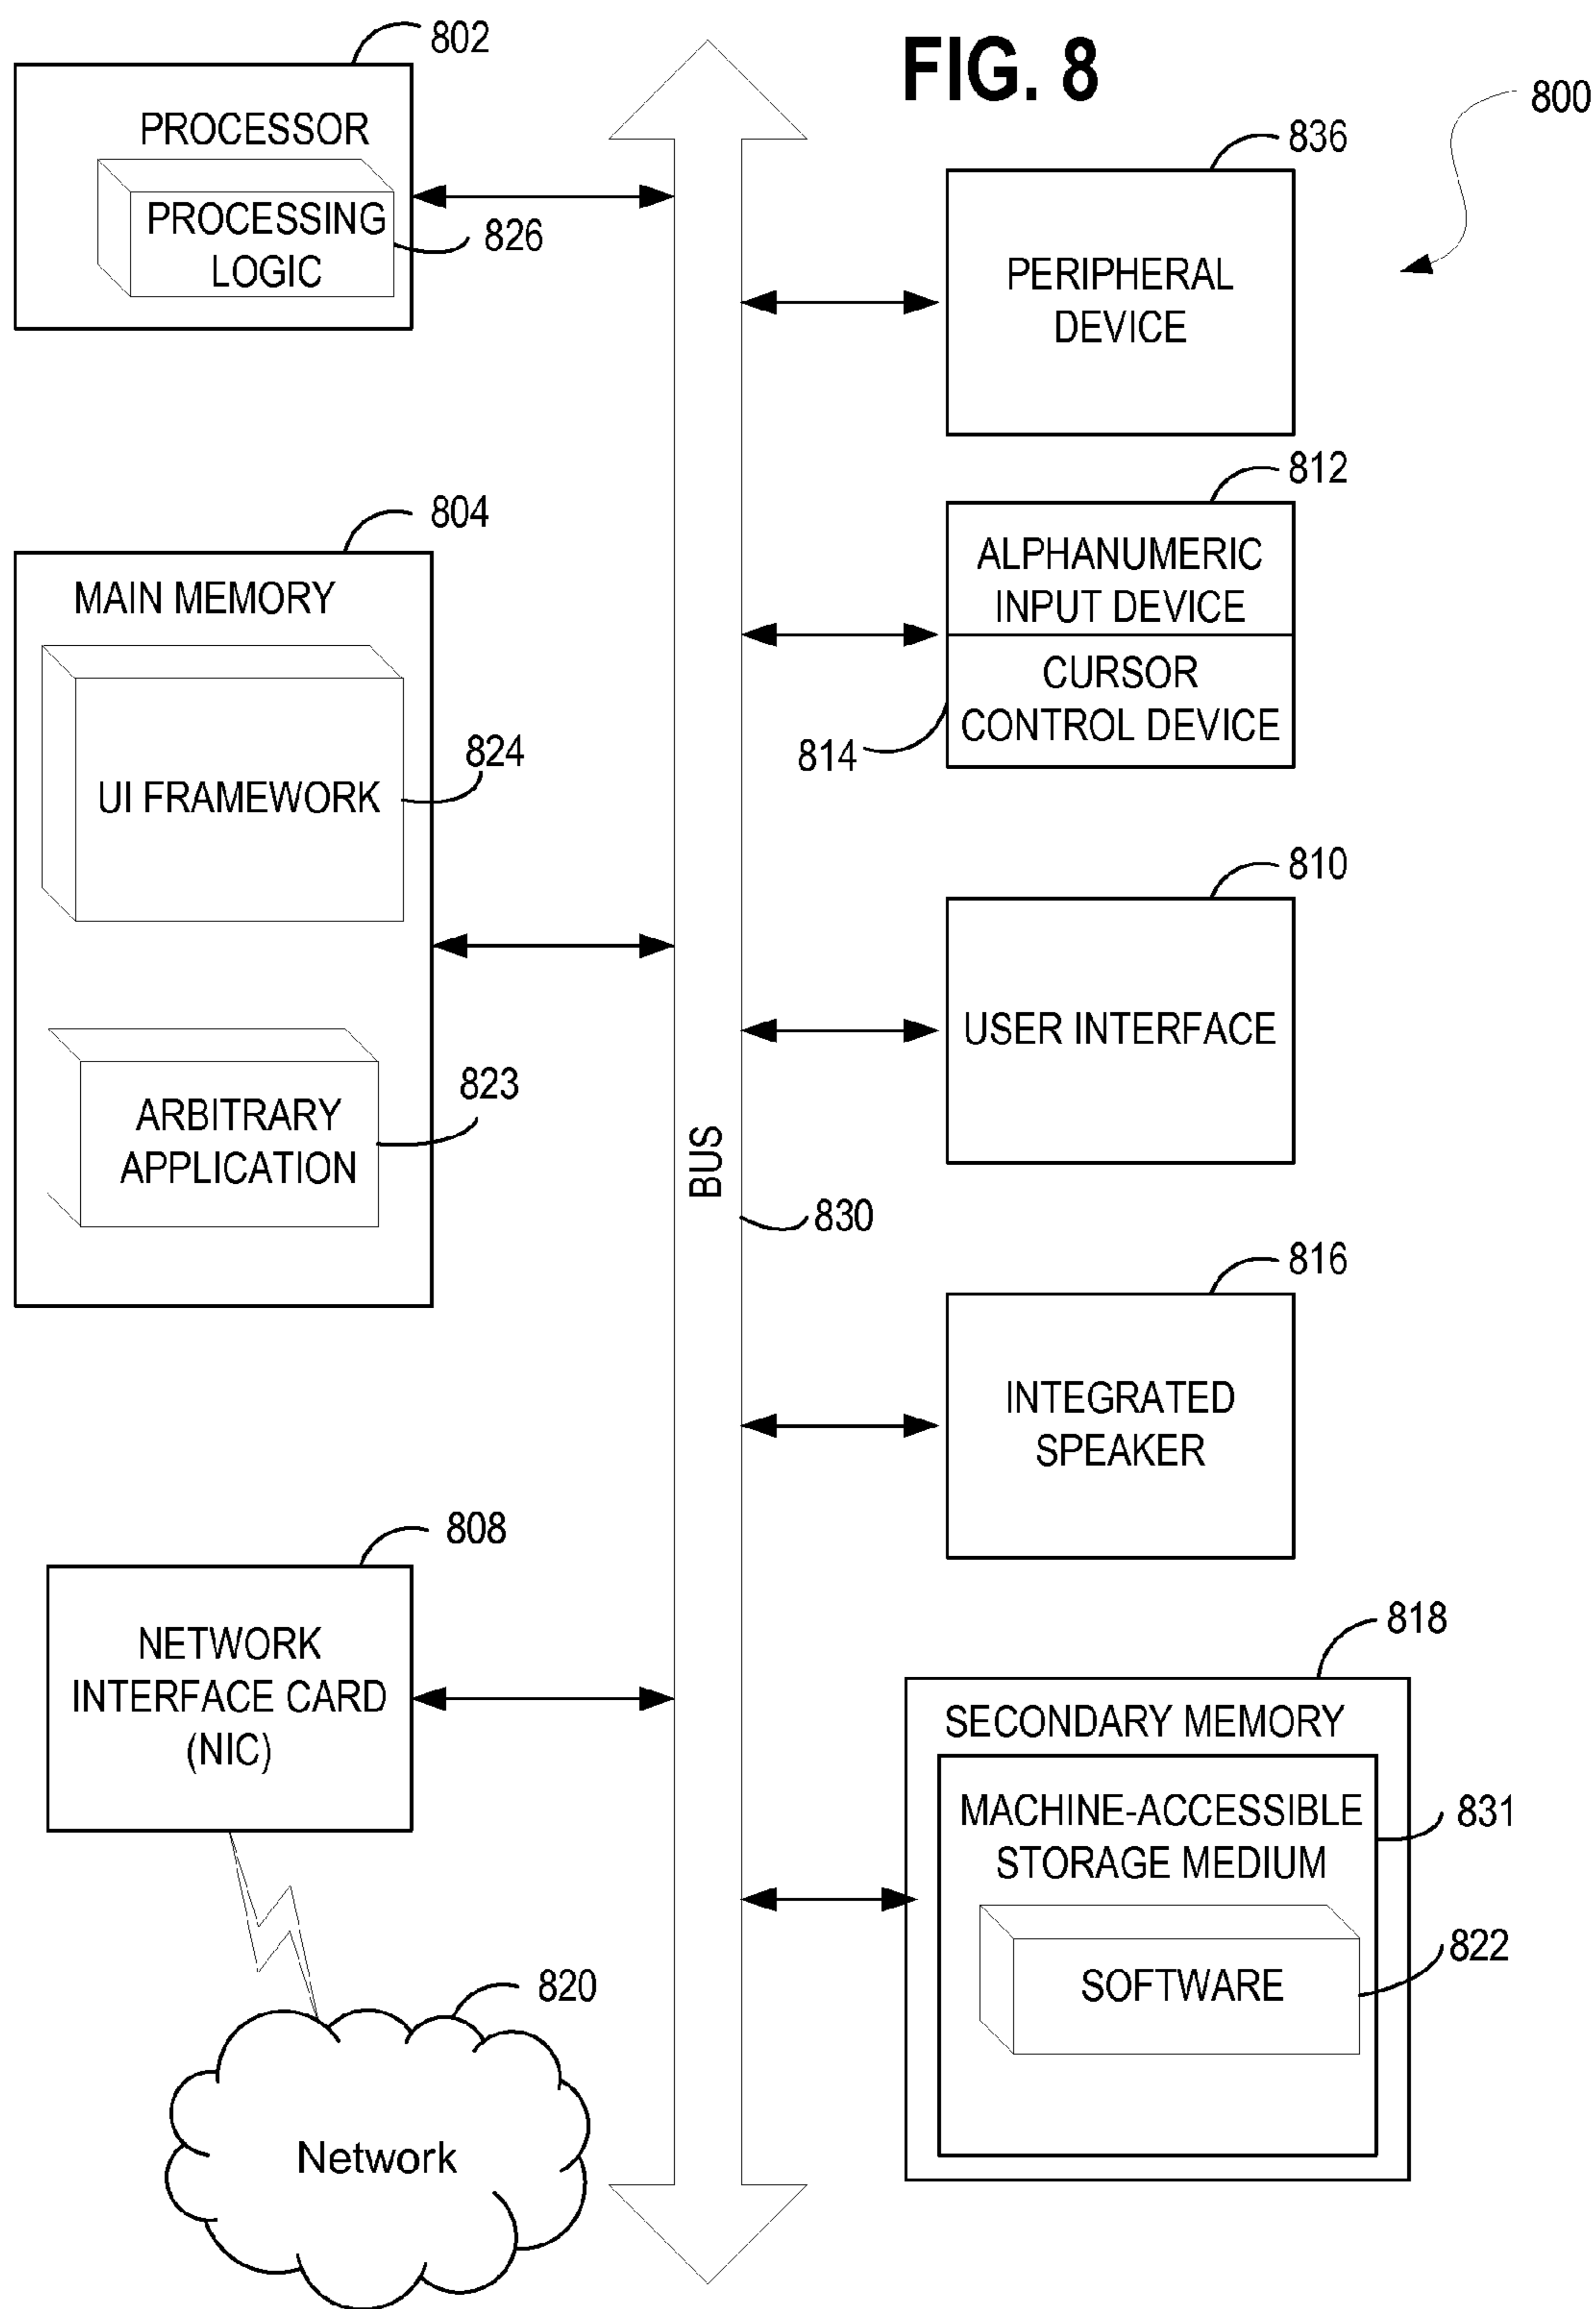 FIG. 8
800
802
PROCESSOR
PROCESSING
LOGIC
826
836
PERIPHERAL
DEVICE
804
MAIN MEMORY
UI FRAMEWORK
824
ARBITRARY
APPLICATION
823
812
ALPHANUMERIC
INPUT DEVICE
CURSOR
CONTROL DEVICE
814
810
USER INTERFACE
BUS
830
816
INTEGRATED
SPEAKER
808
NETWORK
INTERFACE CARD
(NIC)
818
SECONDARY MEMORY
MACHINE-ACCESSIBLE
STORAGE MEDIUM
831
SOFTWARE
822
820
Network